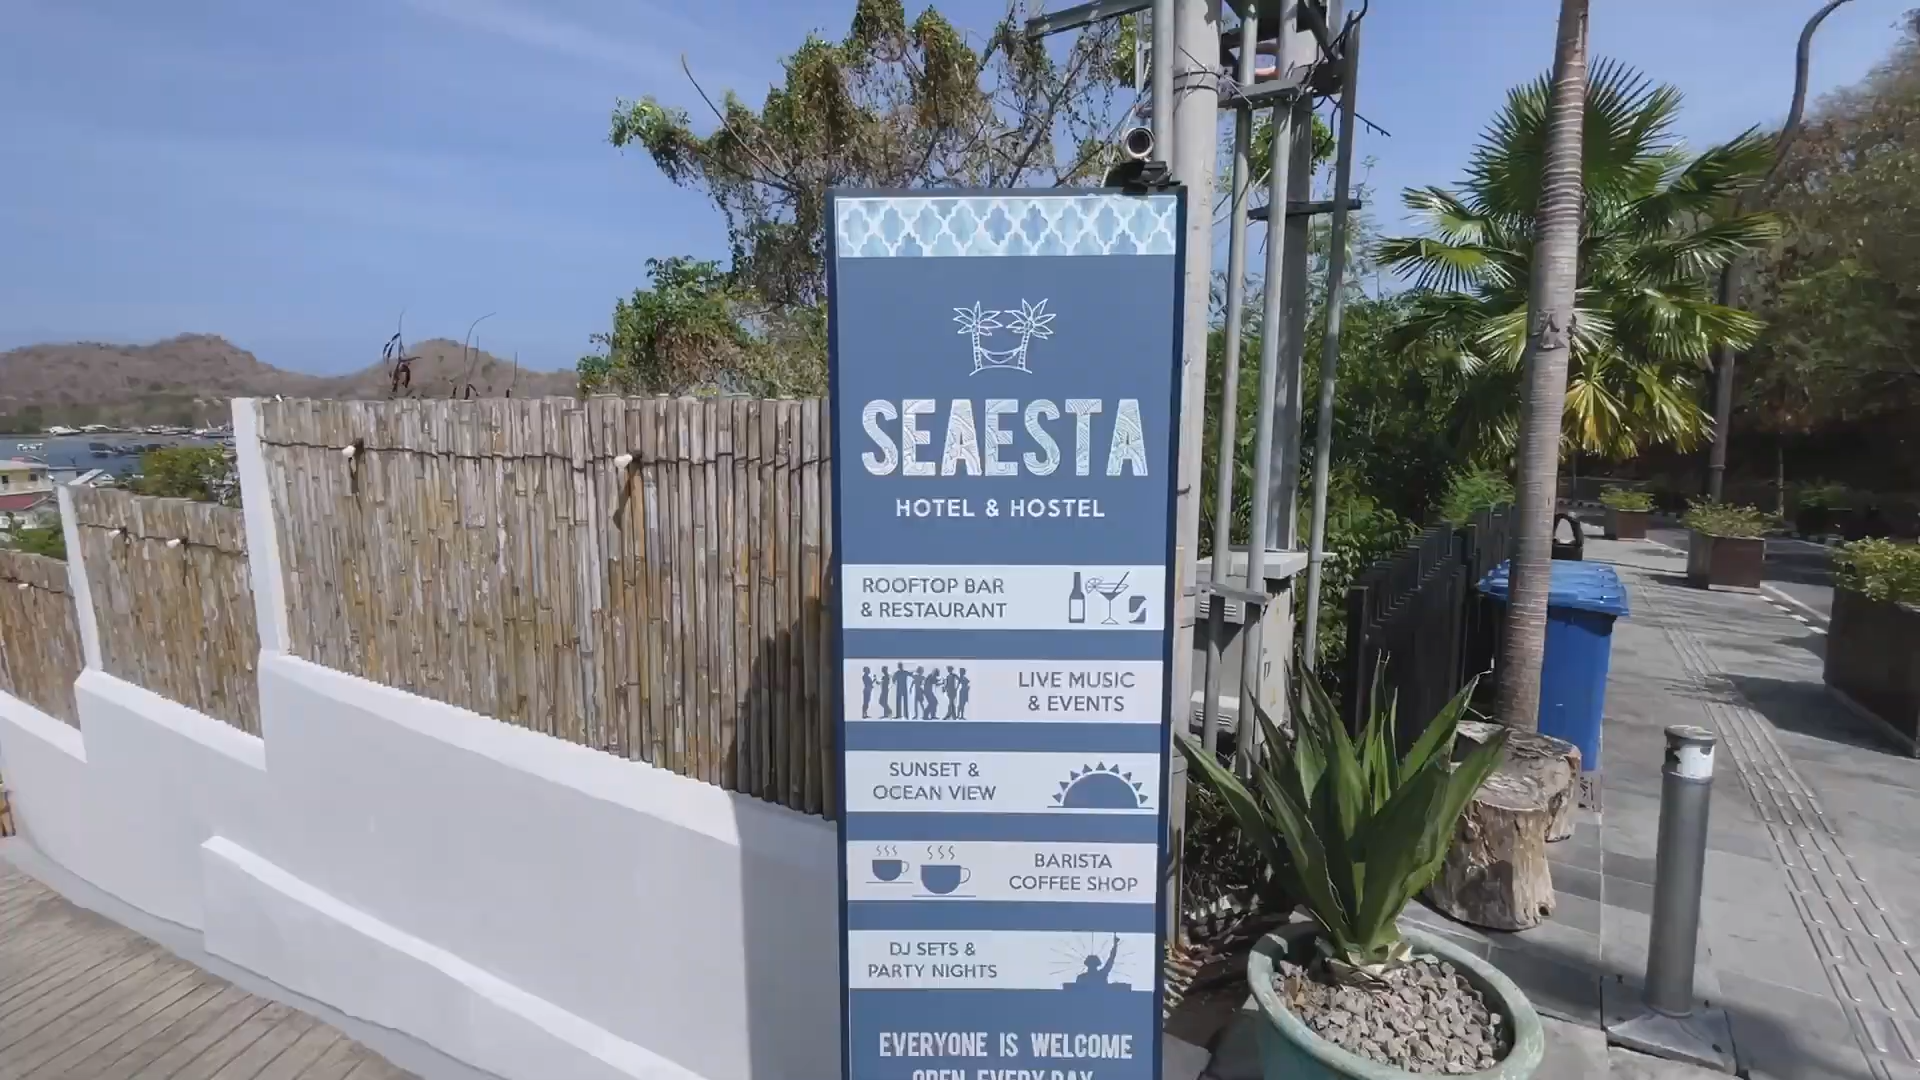 SEAESTA
HOTEL & HOSTEL
ROOFTOP BAR
& RESTAURANT
LIVE MUSIC
& EVENTS
SUNSET &
OCEAN VIEW
BARISTA
COFFEE SHOP
DJ SETS &
PARTY NIGHTS
EVERYONE IS WELCOME
OPEN EVERY DAY